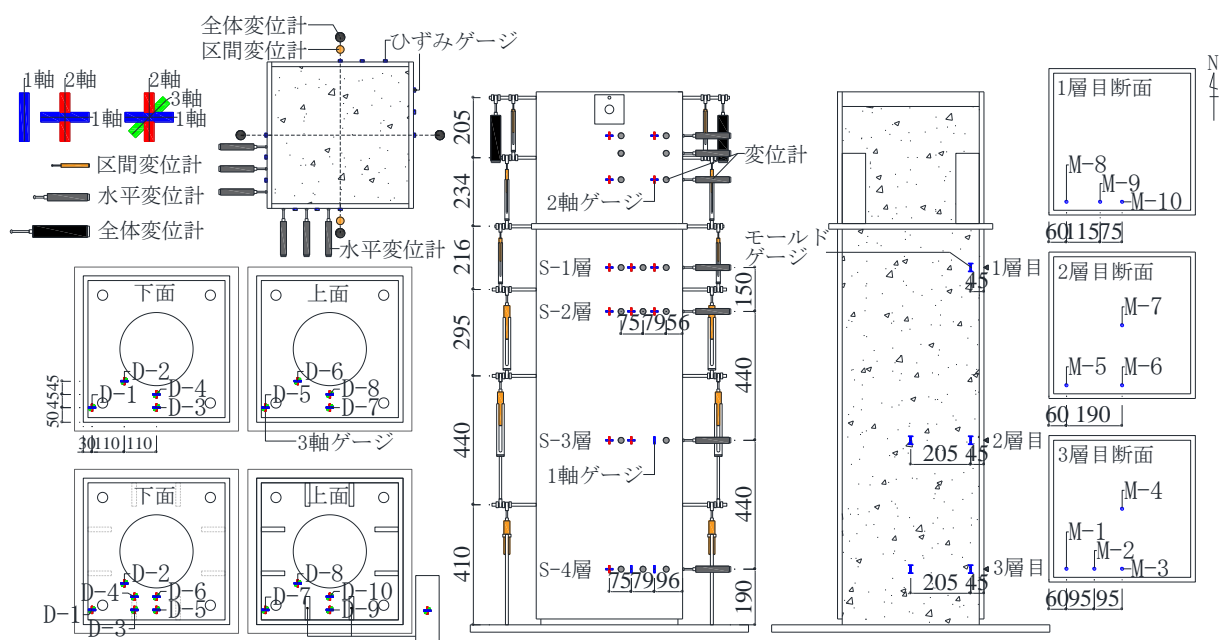 全体変位計
区間変位計
ひずみゲージ
1軸
2軸
1軸
2軸
3軸
1軸
区間変位計
水平変位計
全体変位計
水平変位計
下面
D-1
D-2
D-4
D-3
50
45
45
30
110
110
上面
D-5
D-6
D-8
D-7
3軸ゲージ
下面
D-1
D-2
D-4
D-3
D-6
D-5
上面
D-7
D-8
D-10
D-9
205
234
216
295
440
410
2軸ゲージ
変位計
S-1層
S-2層
75
79
56
S-3層
1軸ゲージ
S-4層
75
79
96
150
440
440
190
モールド
ゲージ
1層目
45
2層目
205
45
3層目
205
45
N
1層目断面
M-8
M-9
M-10
60
115
75
2層目断面
M-7
M-5
M-6
60
190
3層目断面
M-4
M-1
M-2
M-3
60
95
95